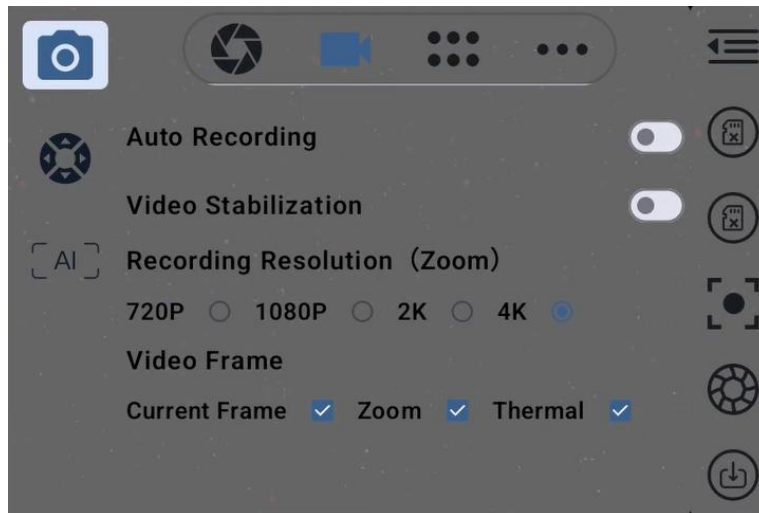 Auto Recording
Video Stabilization
AI
Recording Resolution（Zoom）
720P 1080P 2K 4K
Video Frame
Current Frame Zoom Thermal